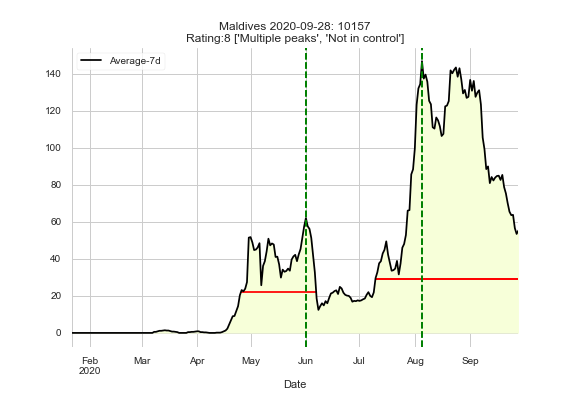 Maldives 2020-09-28: 10157
Rating:8 ['Multiple peaks', 'Not in control']
Average-7d
140
120
100
80
60
40
20
0
Feb Mar Apr May Jun Jul Aug Sep
2020
Date